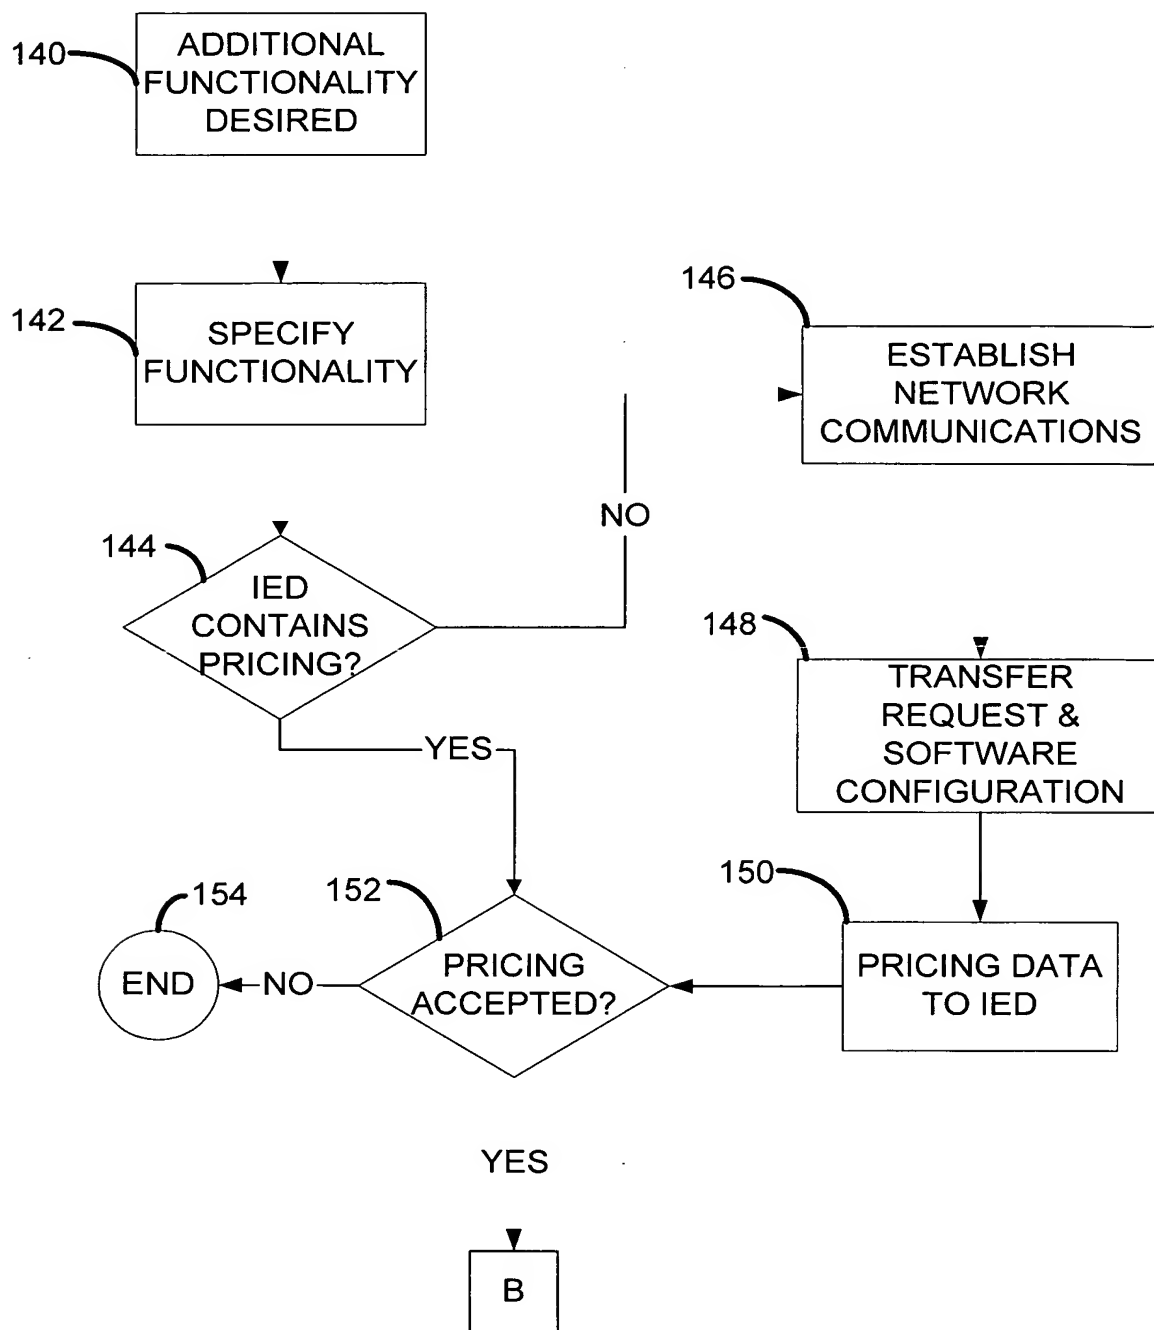 140
ADDITIONAL
FUNCTIONALITY
DESIRED
142
SPECIFY
FUNCTIONALITY
146
ESTABLISH
NETWORK
COMMUNICATIONS
NO
144
IED
CONTAINS
PRICING?
148
TRANSFER
REQUEST &
SOFTWARE
CONFIGURATION
YES
154
END
NO
152
PRICING
ACCEPTED?
150
PRICING DATA
TO IED
YES
B